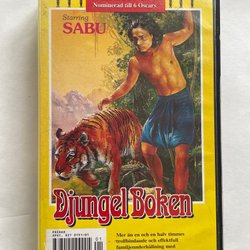 Nominerad till 6 Oscars
Starring
SABU
Djungel Boken
Mer än en och en halv timmes
trollbindande och effektfull
familjeunderhållning med